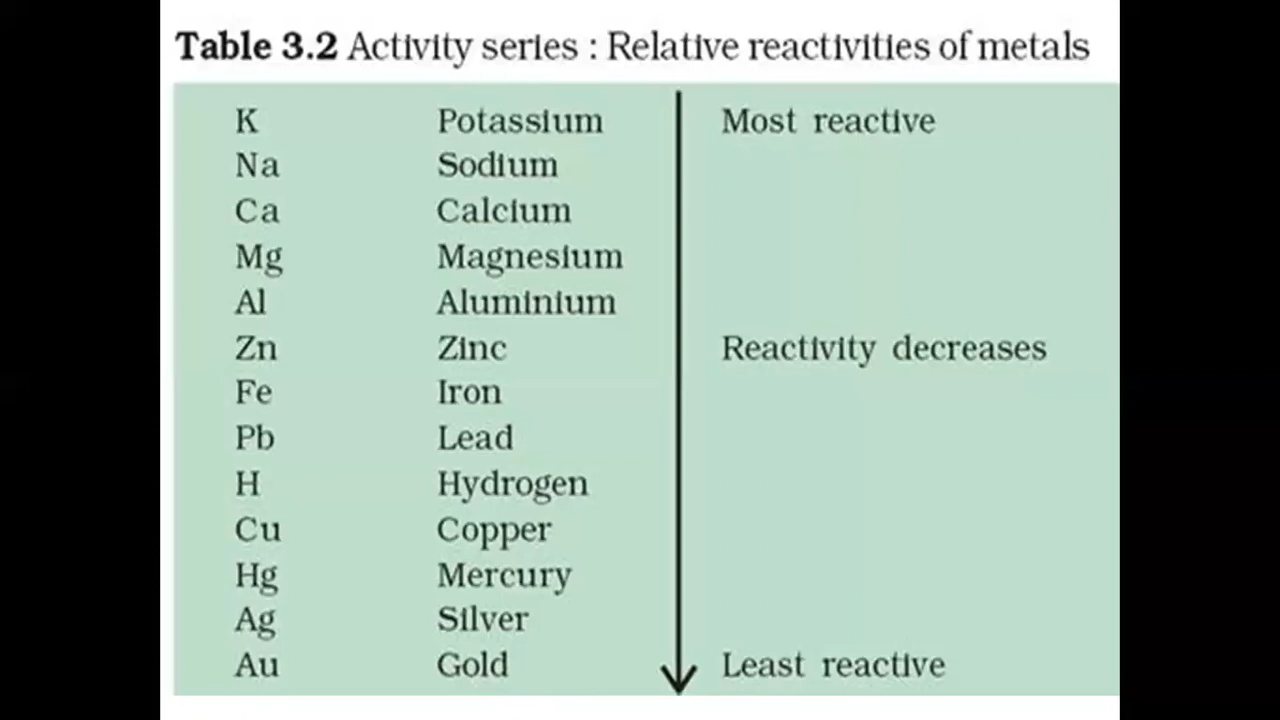 Table 3.2 Activity series : Relative reactivities of metals
K Potassium Most reactive
Na Sodium
Ca Calcium
Mg Magnesium
Al Aluminium
Zn Zinc Reactivity decreases
Fe Iron
Pb Lead
H Hydrogen
Cu Copper
Hg Mercury
Ag Silver
Au Gold Least reactive